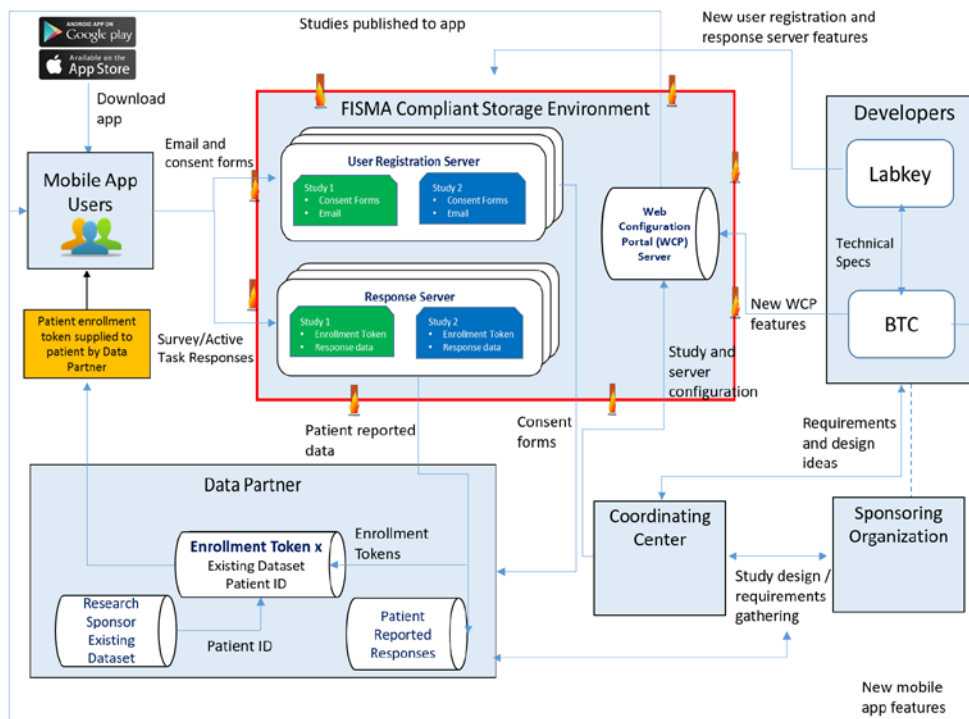 ANDROID APP ON
Google play
Available on the
App Store
Studies published to app
New user registration and
response server features
Download
app
Email and
consent forms
FISMA Compliant Storage Environment
User Registration Server
Study 1
• Consent Forms
• Email
Study 2
• Consent Forms
• Email
Developers
Labkey
Mobile App
Users
Web
Configuration
Portal (WCP)
Server
Technical
Specs
Response Server
Study 1
• Enrollment Token
• Response data
Study 2
• Enrollment Token
• Response data
New WCP
features
BTC
Patient enrollment
token supplied to
patient by Data
Partner
Survey/Active
Task Responses
Study and
server
configuration
Patient reported
data
Consent
forms
Requirements
and design
ideas
Data Partner
Enrollment Token x
Existing Dataset
Patient ID
Enrollment
Tokens
Coordinating
Center
Sponsoring
Organization
Study design /
requirements
gathering
Research
Sponsor
Existing
Dataset
Patient ID
Patient
Reported
Responses
New mobile
app features